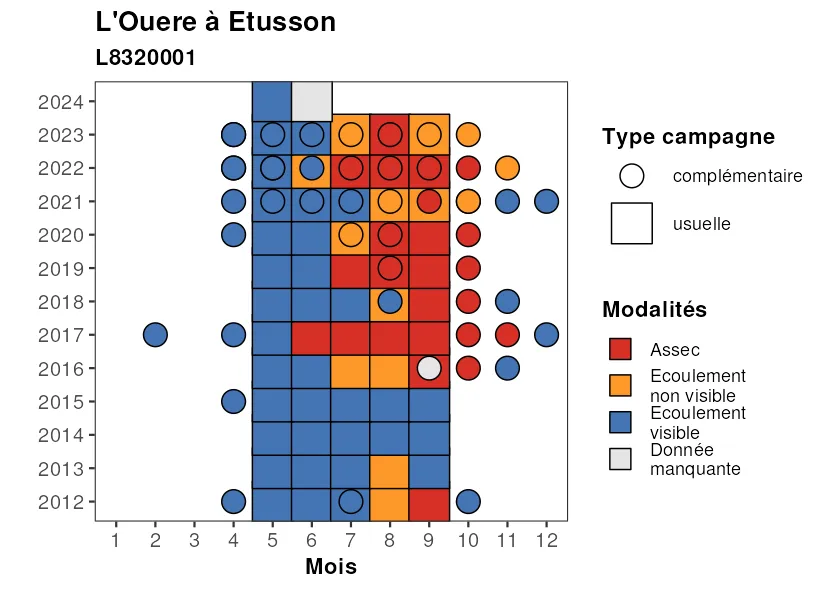 L'Ouere à Etusson
L8320001
2024
2023
2022
2021
2020
2019
2018
2017
2016
2015
2014
2013
2012
1 2 3 4 5 6 7 8 9 10 11 12
Mois
Type campagne
complémentaire
usuelle
Modalités
Assec
Ecoulement
non visible
Ecoulement
visible
Donnée
manquante